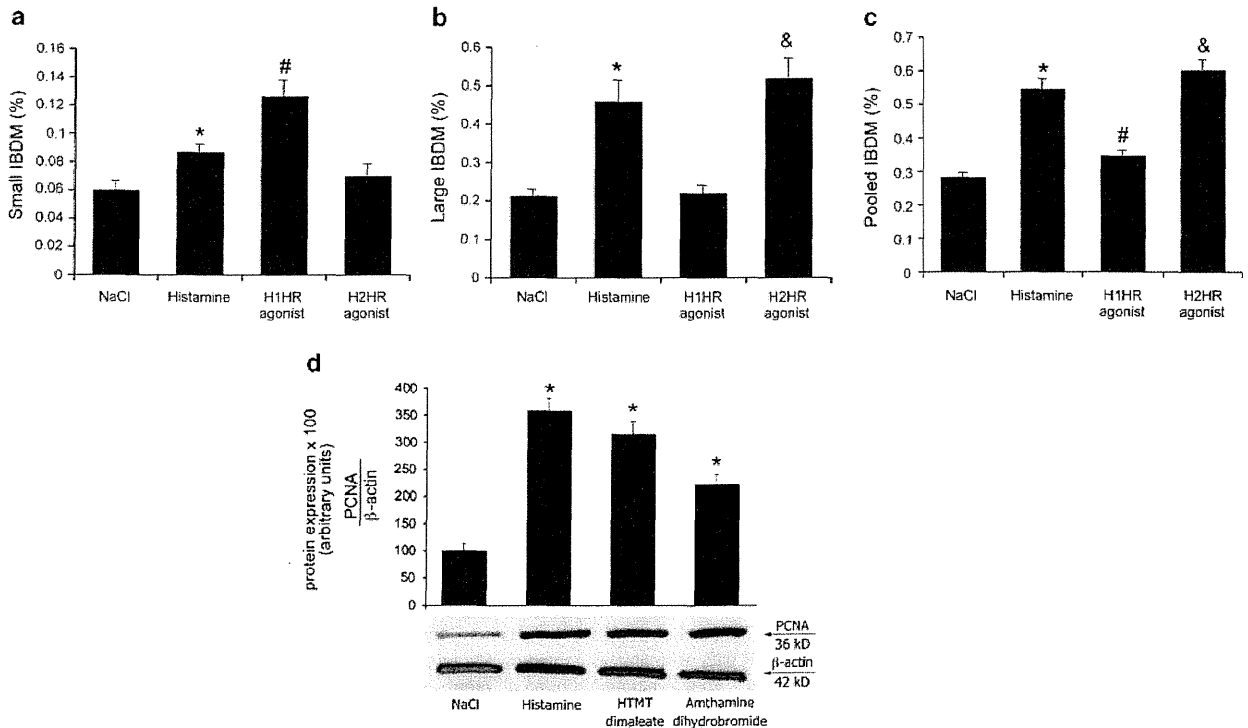 a
Small IBDM (%)
0.16
0.14
0.12
0.1
0.08
0.06
0.04
0.02
0
*
#
NaCl
Histamine
H1HR agonist
H2HR agonist
b
Large IBDM (%)
0.7
0.6
0.5
0.4
0.3
0.2
0.1
0
*
&
NaCl
Histamine
H1HR agonist
H2HR agonist
c
Pooled IBDM (%)
0.7
0.6
0.5
0.4
0.3
0.2
0.1
0
*
#
&
NaCl
Histamine
H1HR agonist
H2HR agonist
d
protein expression x 100
(arbitrary units)
PCNA
β-actin
400
350
300
250
200
150
100
50
0
*
*
*
PCNA
36 kD
β-actin
42 kD
NaCl
Histamine
HTMT dimaleate
Amthamine dihydrobromide